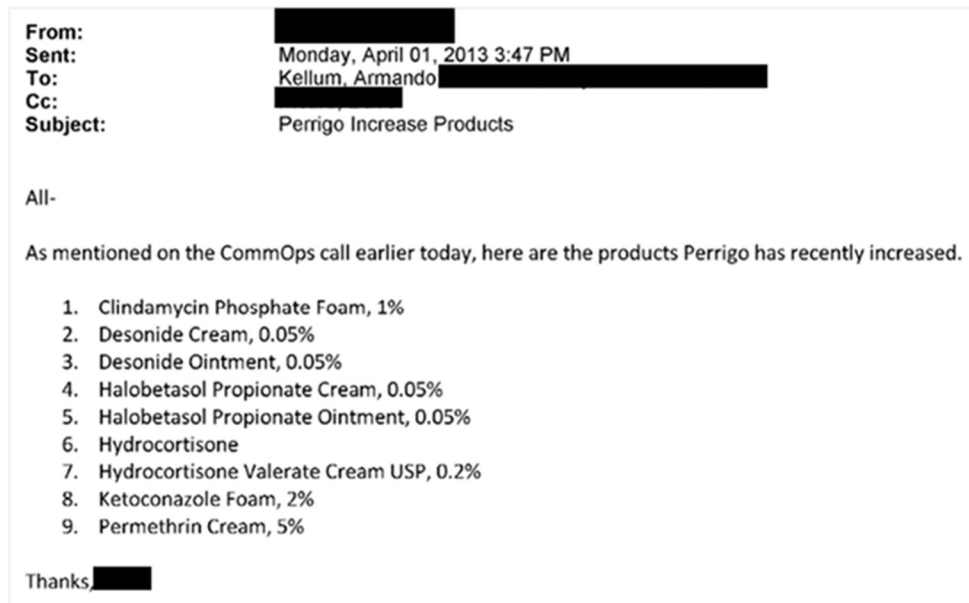 From:
Sent: Monday, April 01, 2013 3:47 PM
To: Kellum, Armando
Cc:
Subject: Perrigo Increase Products
All-
As mentioned on the CommOps call earlier today, here are the products Perrigo has recently increased.
1. Clindamycin Phosphate Foam, 1%
2. Desonide Cream, 0.05%
3. Desonide Ointment, 0.05%
4. Halobetasol Propionate Cream, 0.05%
5. Halobetasol Propionate Ointment, 0.05%
6. Hydrocortisone
7. Hydrocortisone Valerate Cream USP, 0.2%
8. Ketoconazole Foam, 2%
9. Permethrin Cream, 5%
Thanks,